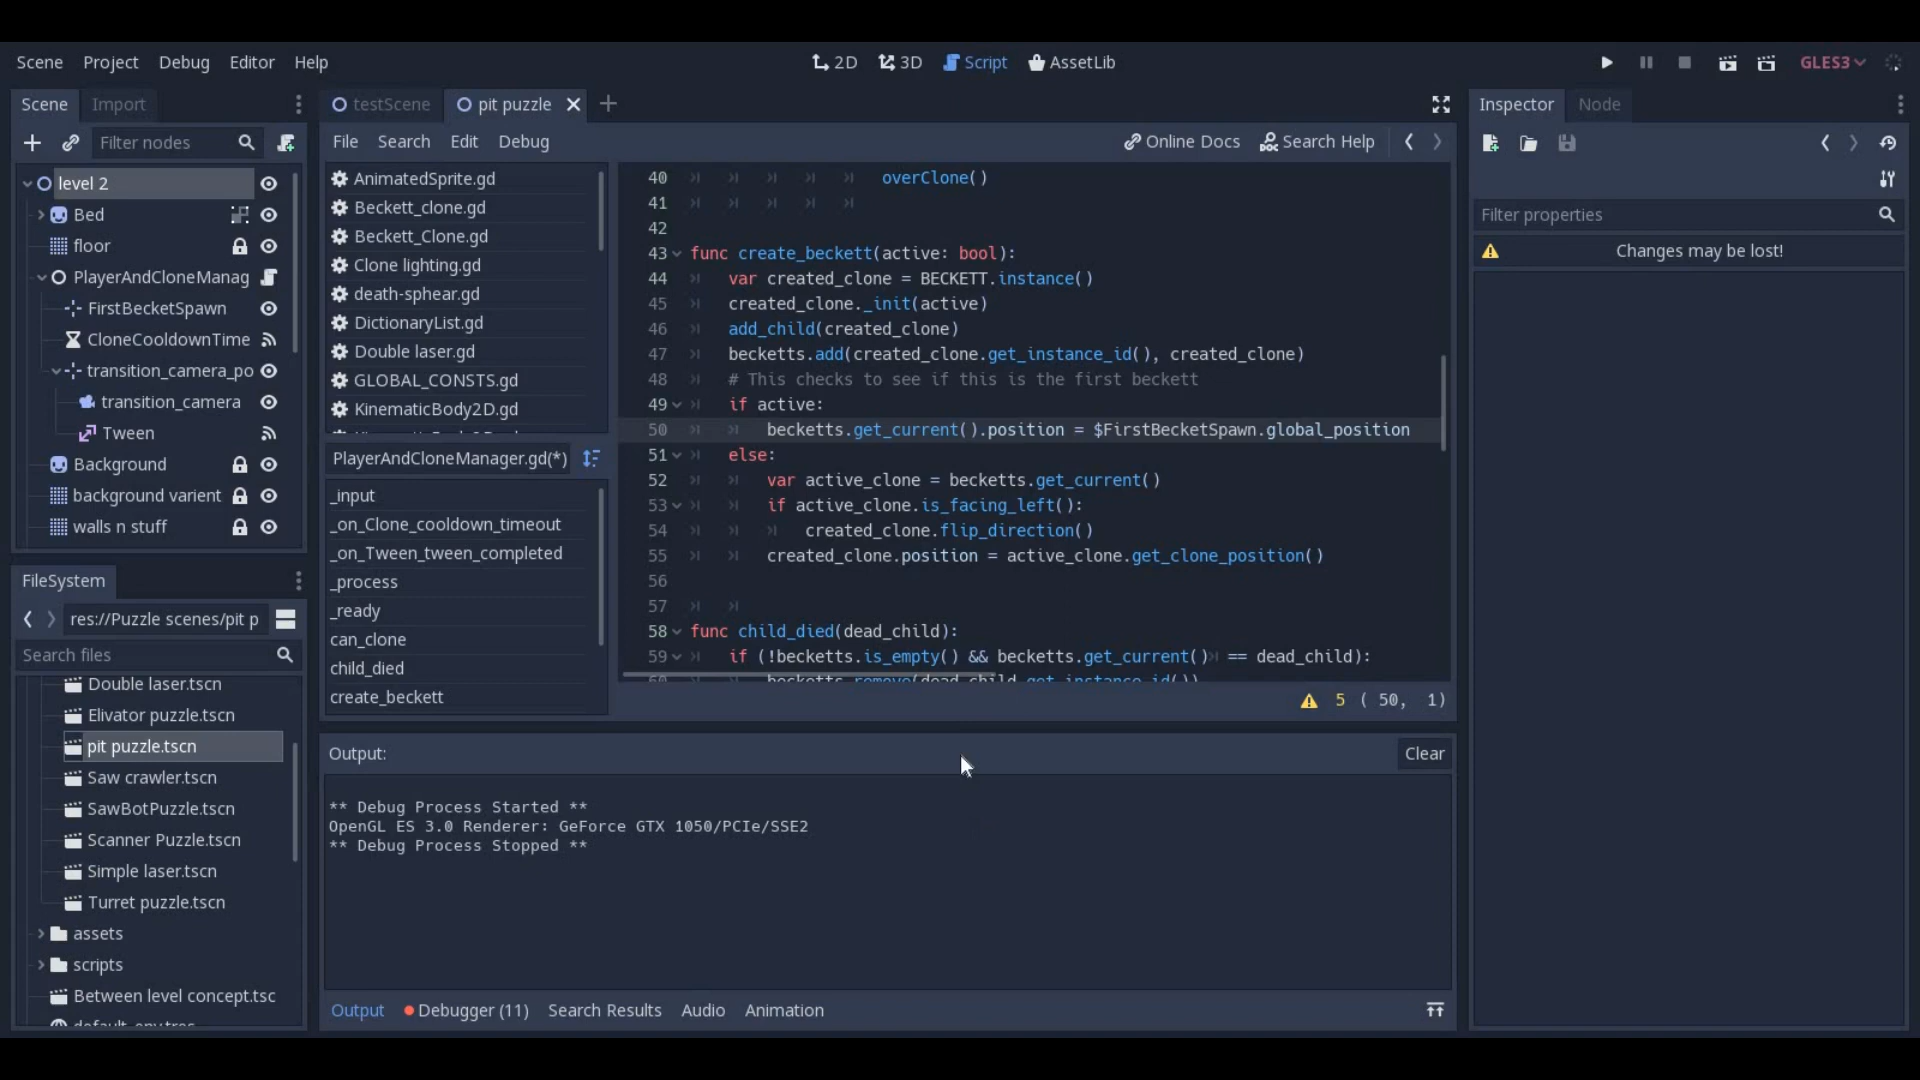 Scene Project Debug Editor Help
2D 3D Script AssetLib
GLES3
Scene Import
Filter nodes
level 2
Bed
floor
PlayerAndCloneManag
FirstBecketSpawn
CloneCooldownTime
transition_camera_po
transition_camera
Tween
Background
background varient
walls n stuff
FileSystem
res://Puzzle scenes/pit p
Search files
Double laser.tscn
Elivator puzzle.tscn
pit puzzle.tscn
Saw crawler.tscn
SawBotPuzzle.tscn
Scanner Puzzle.tscn
Simple laser.tscn
Turret puzzle.tscn
assets
scripts
Between level concept.tsc
default_env.tres
testScene pit puzzle
File Search Edit Debug
Online Docs Search Help
AnimatedSprite.gd
Beckett_clone.gd
Beckett_Clone.gd
Clone lighting.gd
death-sphear.gd
DictionaryList.gd
Double laser.gd
GLOBAL_CONSTS.gd
KinematicBody2D.gd
PlayerAndCloneManager.gd(*)
_input
_on_Clone_cooldown_timeout
_on_Tween_tween_completed
_process
_ready
can_clone
child_died
create_beckett
40 overClone()
41
42
43 func create_beckett(active: bool):
44 var created_clone = BECKETT.instance()
45 created_clone._init(active)
46 add_child(created_clone)
47 becketts.add(created_clone.get_instance_id(), created_clone)
48 # This checks to see if this is the first beckett
49 if active:
50 becketts.get_current().position = $FirstBecketSpawn.global_position
51 else:
52 var active_clone = becketts.get_current()
53 if active_clone.is_facing_left():
54 created_clone.flip_direction()
55 created_clone.position = active_clone.get_clone_position()
56
57
58 func child_died(dead_child):
59 if (!becketts.is_empty() && becketts.get_current() == dead_child):
60 becketts.remove(dead_child.get_instance_id())
5 ( 50, 1)
Output:
Clear
** Debug Process Started **
OpenGL ES 3.0 Renderer: GeForce GTX 1050/PCIe/SSE2
** Debug Process Stopped **
Output Debugger (11) Search Results Audio Animation
Inspector Node
Filter properties
Changes may be lost!